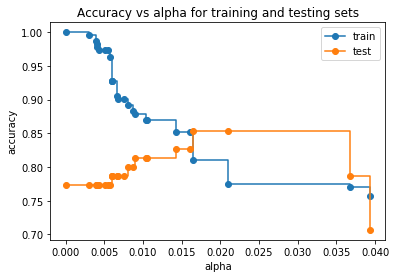 Accuracy vs alpha for training and testing sets
train
test
accuracy
1.00
0.95
0.90
0.85
0.80
0.75
0.70
0.000 0.005 0.010 0.015 0.020 0.025 0.030 0.035 0.040
alpha